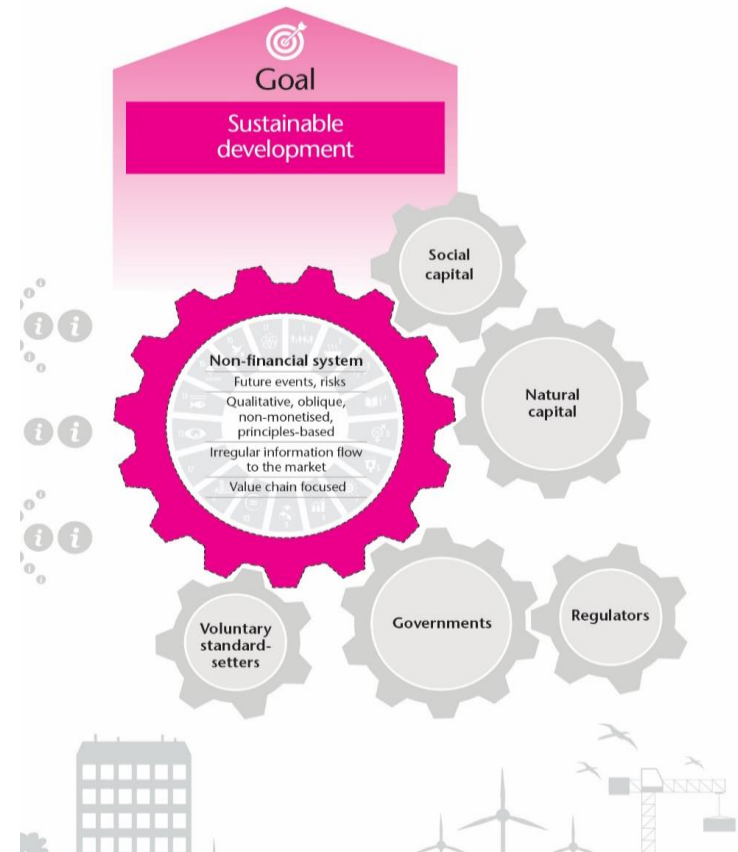 Goal
Sustainable
development
Social
capital
Non-financial system
Future events, risks
Qualitative, oblique,
non-monetised,
principles-based
Irregular information flow
to the market
Value chain focused
Natural
capital
Voluntary
standard-
setters
Governments
Regulators